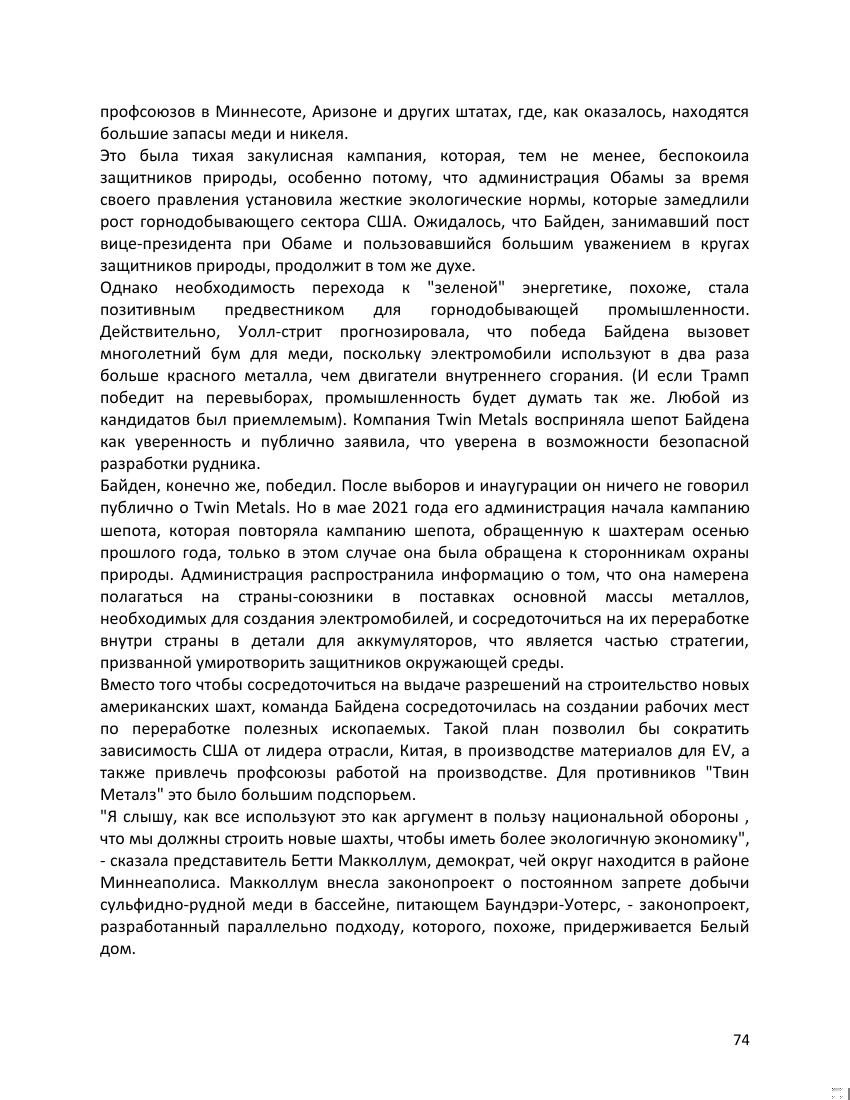 профсоюзов в Миннесоте, Аризоне и других штатах, где, как оказалось, находятся
большие запасы меди и никеля.
Это была тихая закулисная кампания, которая, тем не менее, беспокоила
защитников природы, особенно потому, что администрация Обамы за время
своего правления установила жесткие экологические нормы, которые замедлили
рост горнодобывающего сектора США. Ожидалось, что Байден, занимавший пост
вице-президента при Обаме и пользовавшийся большим уважением в кругах
защитников природы, продолжит в том же духе.
Однако необходимость перехода к "зеленой" энергетике, похоже, стала
позитивным предвестником для горнодобывающей промышленности.
Действительно, Уолл-стрит прогнозировала, что победа Байдена вызовет
многолетний бум для меди, поскольку электромобили используют в два раза
больше красного металла, чем двигатели внутреннего сгорания. (И если Трамп
победит на перевыборах, промышленность будет думать так же. Любой из
кандидатов был приемлемым). Компания Twin Metals восприняла шепот Байдена
как уверенность и публично заявила, что уверена в возможности безопасной
разработки рудника.
Байден, конечно же, победил. После выборов и инаугурации он ничего не говорил
публично о Twin Metals. Но в мае 2021 года его администрация начала кампанию
шепота, которая повторяла кампанию шепота, обращенную к шахтерам осенью
прошлого года, только в этом случае она была обращена к сторонникам охраны
природы. Администрация распространила информацию о том, что она намерена
полагаться на страны-союзники в поставках основной массы металлов,
необходимых для создания электромобилей, и сосредоточиться на их переработке
внутри страны в детали для аккумуляторов, что является частью стратегии,
призванной умиротворить защитников окружающей среды.
Вместо того чтобы сосредоточиться на выдаче разрешений на строительство новых
американских шахт, команда Байдена сосредоточилась на создании рабочих мест
по переработке полезных ископаемых. Такой план позволил бы сократить
зависимость США от лидера отрасли, Китая, в производстве материалов для EV, а
также привлечь профсоюзы работой на производстве. Для противников "Твин
Металз" это было большим подспорьем.
"Я слышу, как все используют это как аргумент в пользу национальной обороны ,
что мы должны строить новые шахты, чтобы иметь более экологичную экономику",
- сказала представитель Бетти Макколлум, демократ, чей округ находится в районе
Миннеаполиса. Макколлум внесла законопроект о постоянном запрете добычи
сульфидно-рудной меди в бассейне, питающем Баундэри-Уотерс, - законопроект,
разработанный параллельно подходу, которого, похоже, придерживается Белый
дом.
74